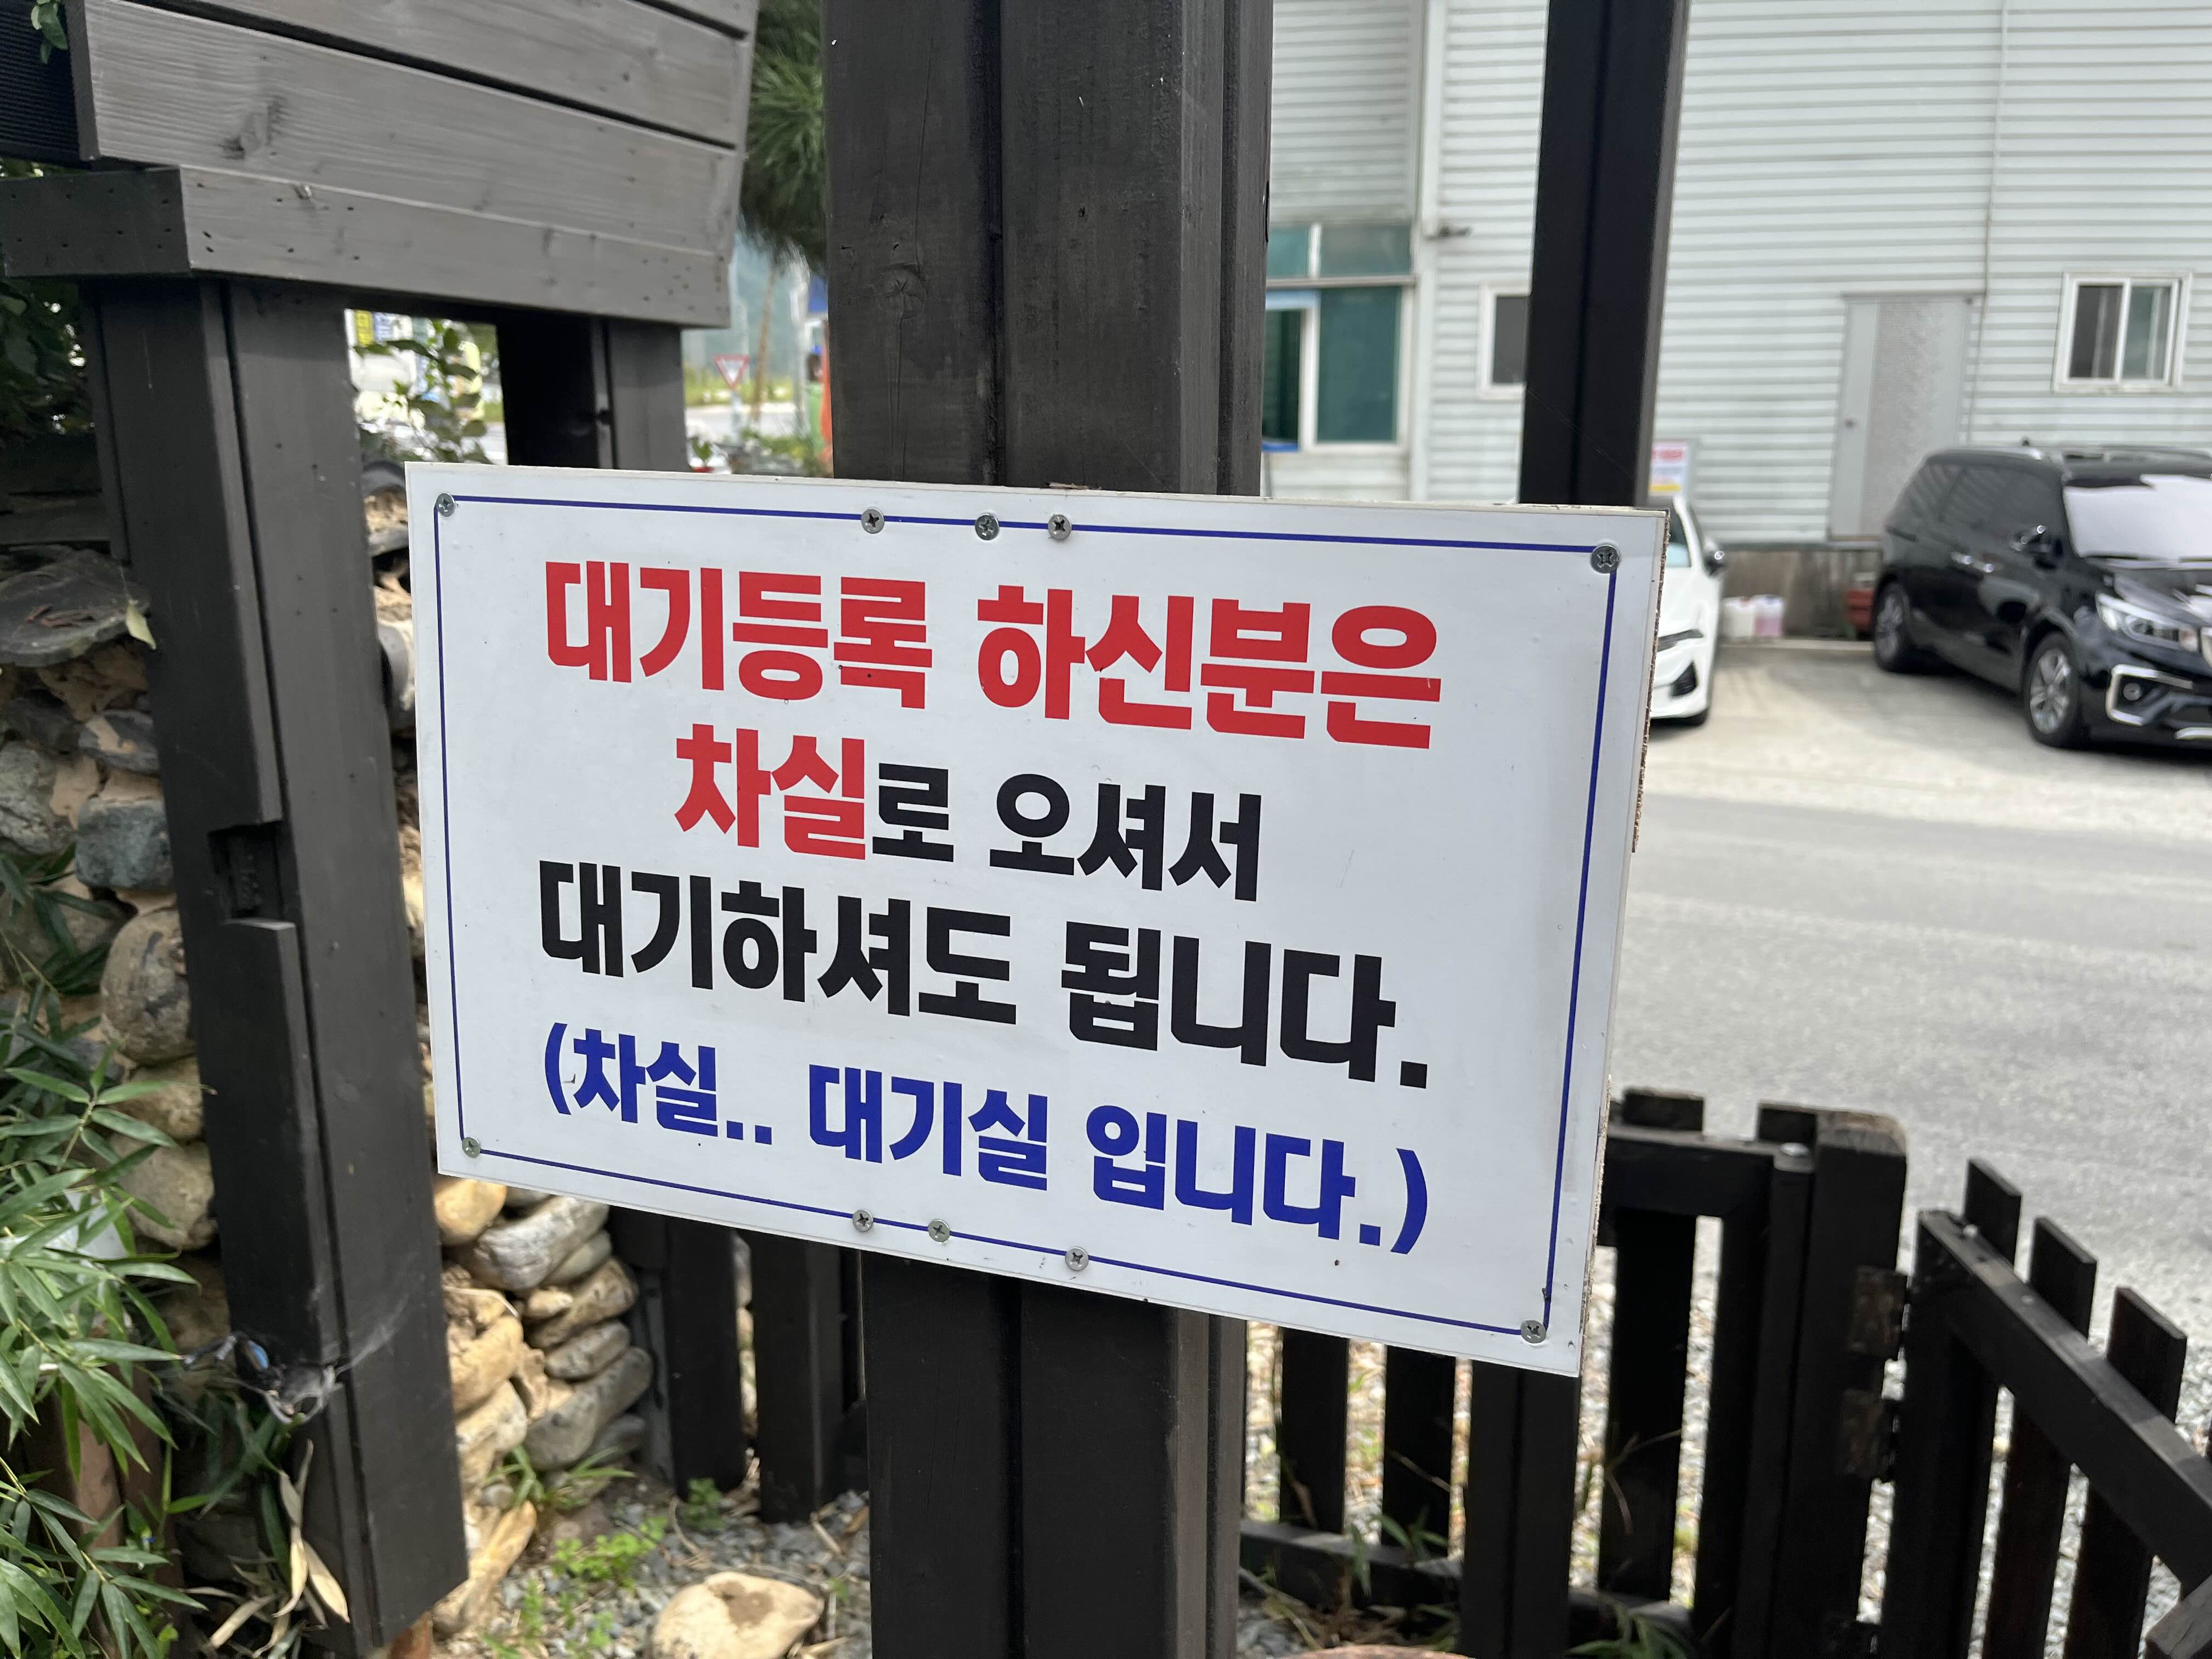 대기등록 하신분은
차실로 오셔서
대기하셔도 됩니다.
(차실.. 대기실 입니다.)